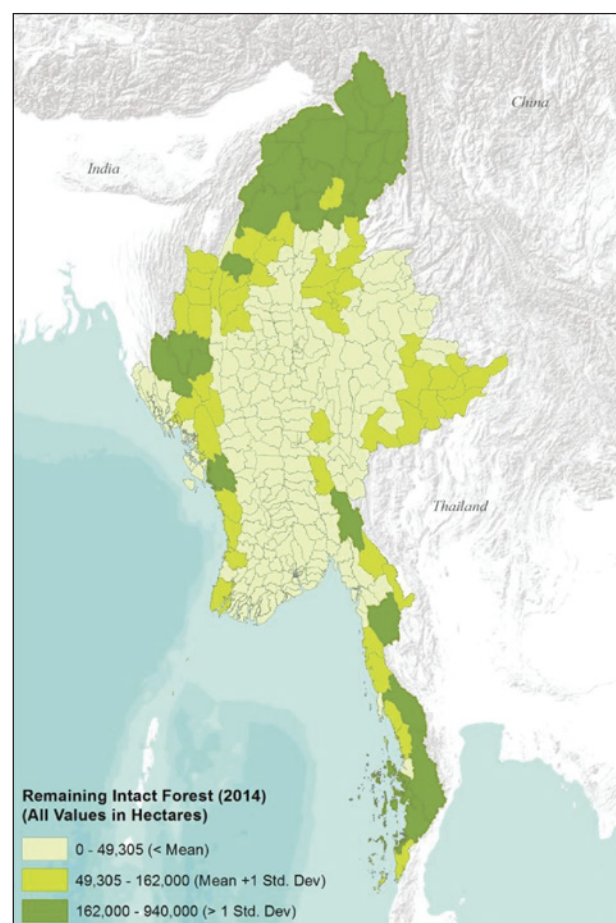 China
India
Thailand
Remaining Intact Forest (2014)
(All Values in Hectares)
0 - 49,305 (< Mean)
49,305 - 162,000 (Mean +1 Std. Dev)
162,000 - 940,000 (> 1 Std. Dev)